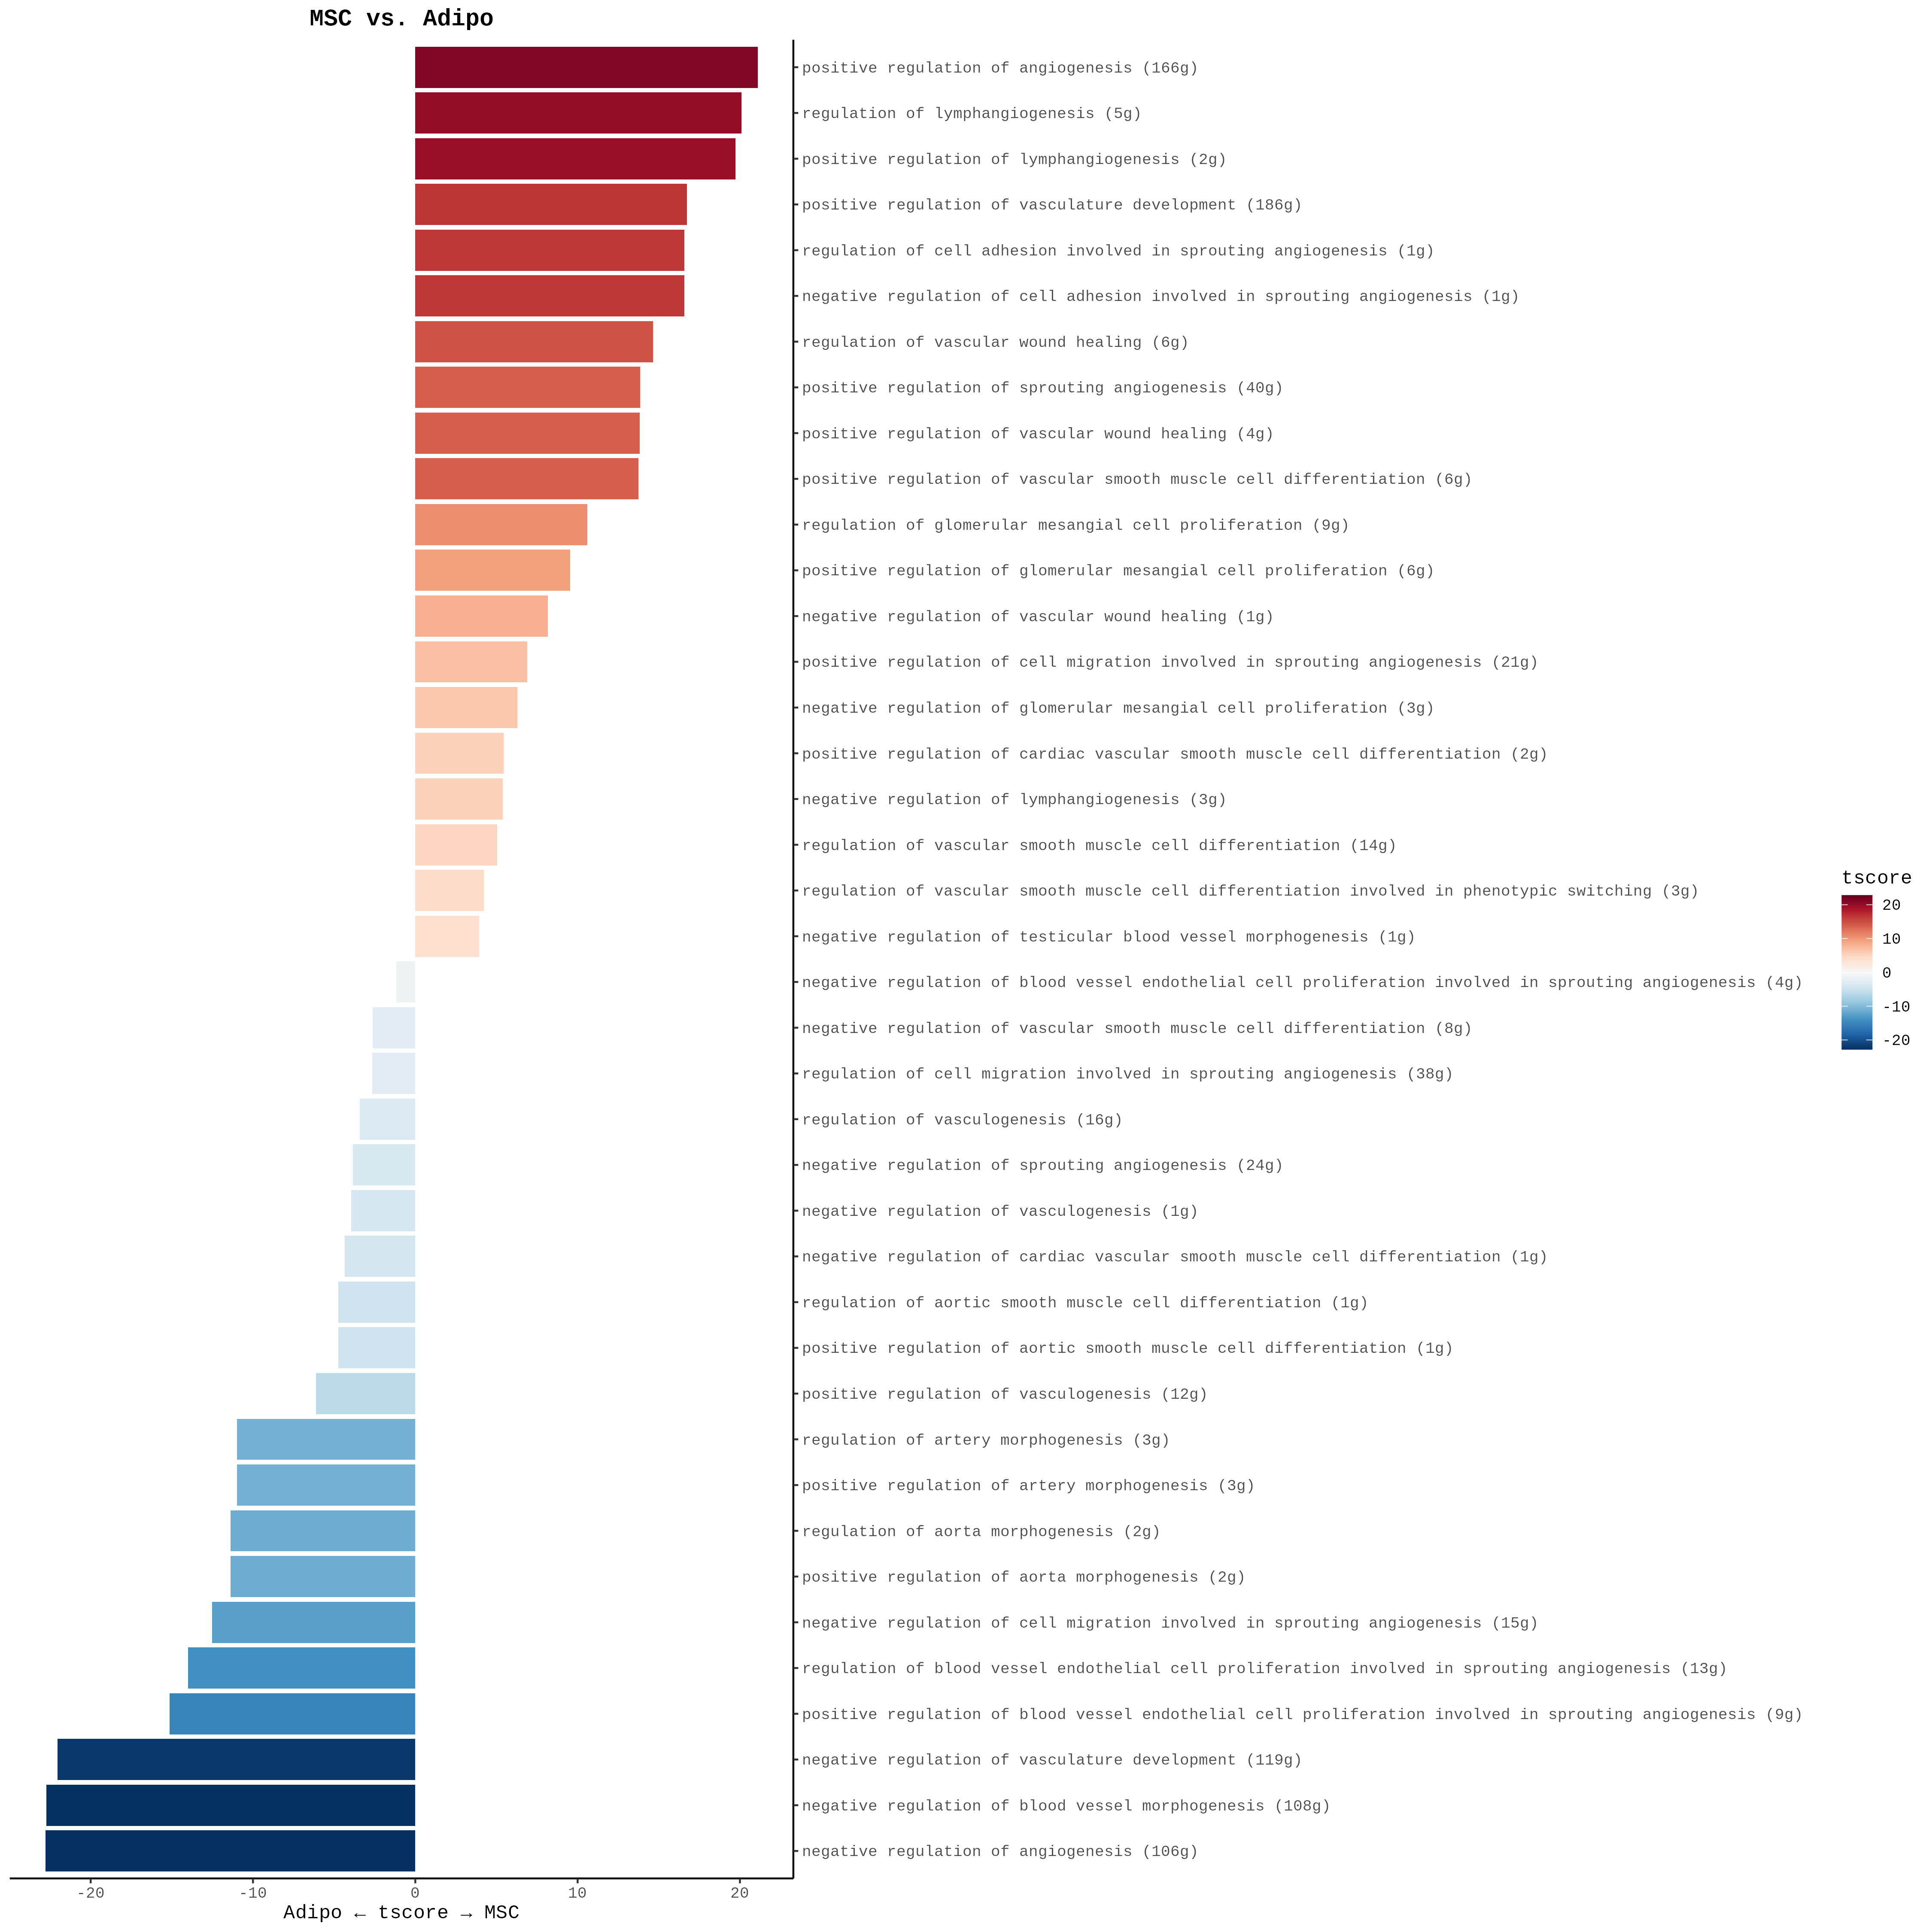 MSC vs. Adipo
positive regulation of angiogenesis (166g)
regulation of lymphangiogenesis (5g)
positive regulation of lymphangiogenesis (2g)
positive regulation of vasculature development (186g)
regulation of cell adhesion involved in sprouting angiogenesis (1g)
negative regulation of cell adhesion involved in sprouting angiogenesis (1g)
regulation of vascular wound healing (6g)
positive regulation of sprouting angiogenesis (40g)
positive regulation of vascular wound healing (4g)
positive regulation of vascular smooth muscle cell differentiation (6g)
regulation of glomerular mesangial cell proliferation (9g)
positive regulation of glomerular mesangial cell proliferation (6g)
negative regulation of vascular wound healing (1g)
positive regulation of cell migration involved in sprouting angiogenesis (21g)
negative regulation of glomerular mesangial cell proliferation (3g)
positive regulation of cardiac vascular smooth muscle cell differentiation (2g)
negative regulation of lymphangiogenesis (3g)
regulation of vascular smooth muscle cell differentiation (14g)
regulation of vascular smooth muscle cell differentiation involved in phenotypic switching (3g)
negative regulation of testicular blood vessel morphogenesis (1g)
negative regulation of blood vessel endothelial cell proliferation involved in sprouting angiogenesis (4g)
negative regulation of vascular smooth muscle cell differentiation (8g)
regulation of cell migration involved in sprouting angiogenesis (38g)
regulation of vasculogenesis (16g)
negative regulation of sprouting angiogenesis (24g)
negative regulation of vasculogenesis (1g)
negative regulation of cardiac vascular smooth muscle cell differentiation (1g)
regulation of aortic smooth muscle cell differentiation (1g)
positive regulation of aortic smooth muscle cell differentiation (1g)
positive regulation of vasculogenesis (12g)
regulation of artery morphogenesis (3g)
positive regulation of artery morphogenesis (3g)
regulation of aorta morphogenesis (2g)
positive regulation of aorta morphogenesis (2g)
negative regulation of cell migration involved in sprouting angiogenesis (15g)
regulation of blood vessel endothelial cell proliferation involved in sprouting angiogenesis (13g)
positive regulation of blood vessel endothelial cell proliferation involved in sprouting angiogenesis (9g)
negative regulation of vasculature development (119g)
negative regulation of blood vessel morphogenesis (108g)
negative regulation of angiogenesis (106g)
-20 -10 0 10 20
Adipo ← tscore → MSC
tscore
20
10
0
-10
-20